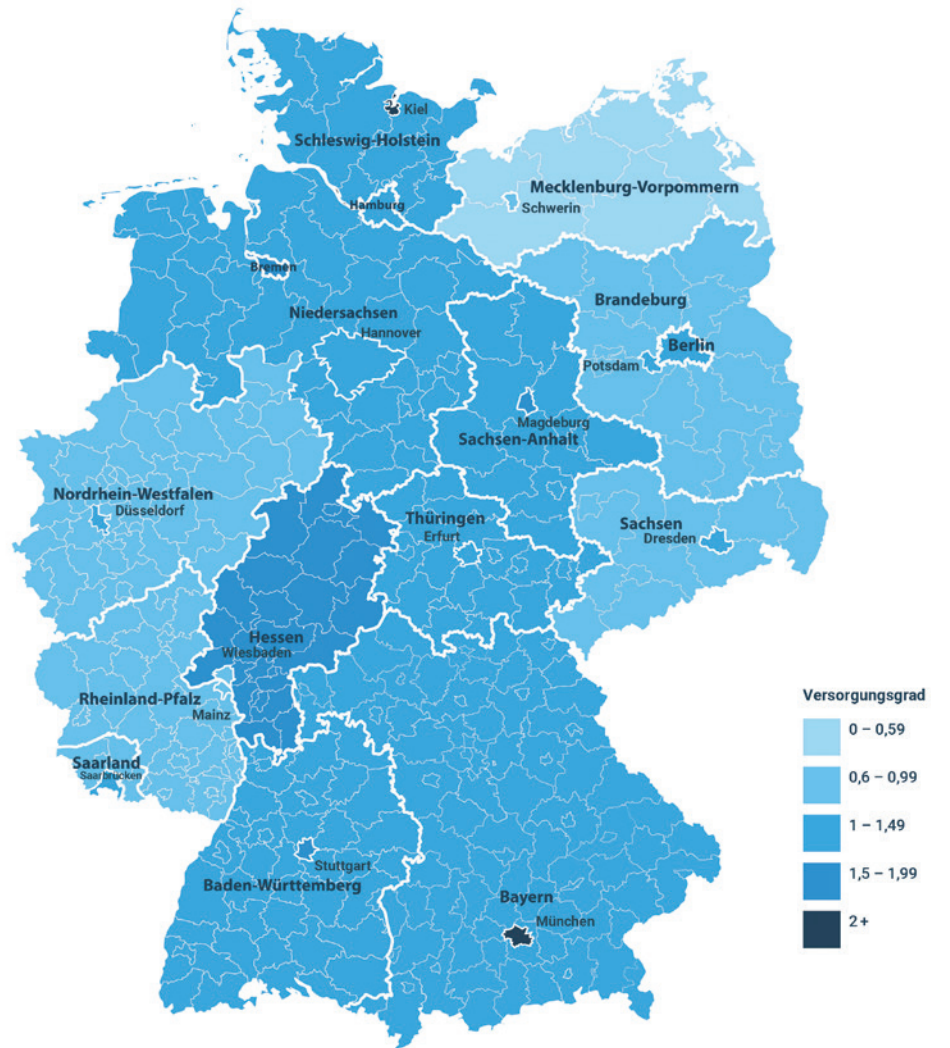 Kiel
Schleswig-Holstein
Mecklenburg-Vorpommern
Hamburg
Schwerin
Bremen
Brandeburg
Niedersachsen
Hannover
Berlin
Potsdam
Magdeburg
Sachsen-Anhalt
Nordrhein-Westfalen
Düsseldorf
Thüringen
Erfurt
Sachsen
Dresden
Hessen
Wiesbaden
Rheinland-Pfalz
Mainz
Saarland
Saarbrücken
Stuttgart
Baden-Württemberg
Bayern
München
Versorgungsgrad
0 – 0,59
0,6 – 0,99
1 – 1,49
1,5 – 1,99
2 +